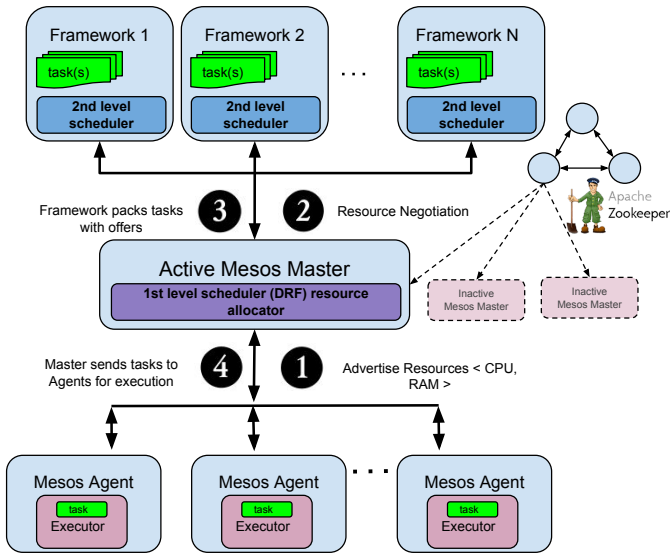 Framework 1
Framework 2
Framework N
task(s)
task(s)
task(s)
. . .
2nd level
scheduler
2nd level
scheduler
2nd level
scheduler
Apache
Zookeeper
Framework packs tasks
with offers
3
2
Resource Negotiation
Active Mesos Master
1st level scheduler (DRF) resource
allocator
Inactive
Mesos Master
Inactive
Mesos Master
Master sends tasks to
Agents for execution
4
1
Advertise Resources < CPU,
RAM >
Mesos Agent
Mesos Agent
. . .
Mesos Agent
task
task
task
Executor
Executor
Executor